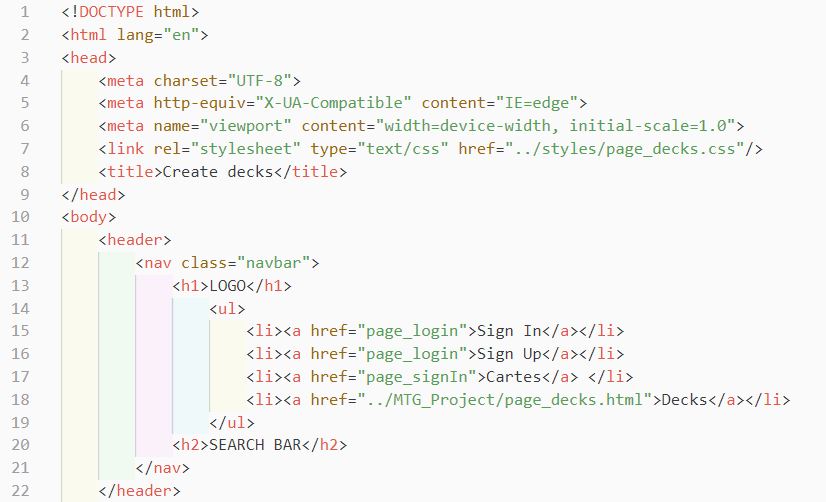 1 <!DOCTYPE html>
2 <html lang="en">
3 <head>
4 <meta charset="UTF-8">
5 <meta http-equiv="X-UA-Compatible" content="IE=edge">
6 <meta name="viewport" content="width=device-width, initial-scale=1.0">
7 <link rel="stylesheet" type="text/css" href="../styles/page_decks.css"/>
8 <title>Create decks</title>
9 </head>
10 <body>
11 <header>
12 <nav class="navbar">
13 <h1>LOGO</h1>
14 <ul>
15 <li><a href="page_login">Sign In</a></li>
16 <li><a href="page_login">Sign Up</a></li>
17 <li><a href="page_signIn">Cartes</a> </li>
18 <li><a href="../MTG_Project/page_decks.html">Decks</a></li>
19 </ul>
20 <h2>SEARCH BAR</h2>
21 </nav>
22 </header>